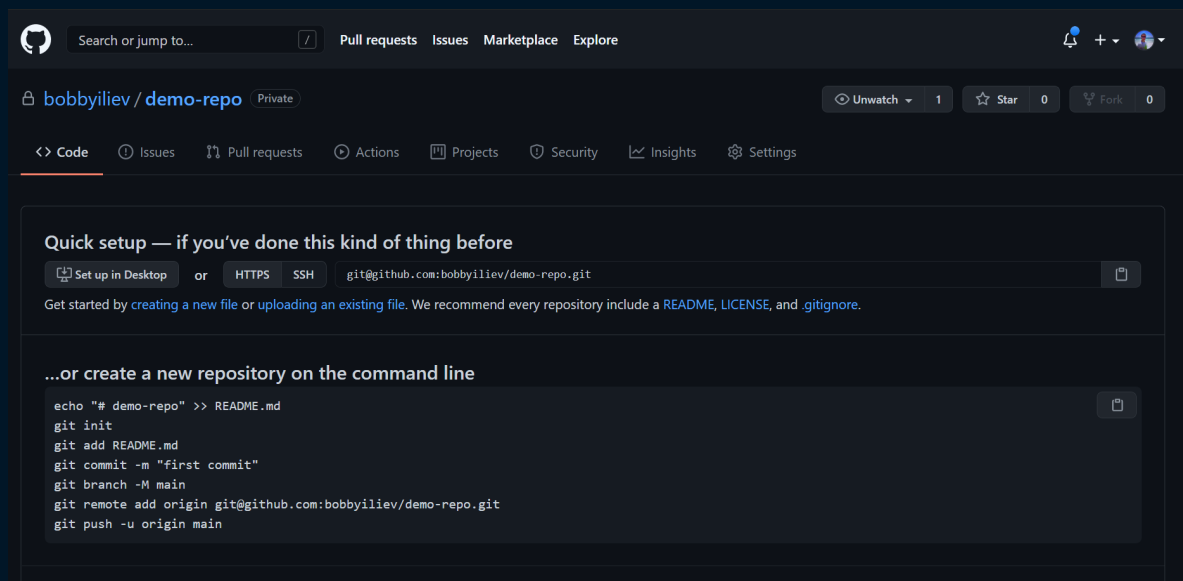 Search or jump to... / Pull requests Issues Marketplace Explore
bobbyiliev / demo-repo Private Unwatch 1 Star 0 Fork 0
Code Issues Pull requests Actions Projects Security Insights Settings
Quick setup — if you’ve done this kind of thing before
Set up in Desktop or HTTPS SSH git@github.com:bobbyiliev/demo-repo.git
Get started by creating a new file or uploading an existing file. We recommend every repository include a README, LICENSE, and .gitignore.
…or create a new repository on the command line
echo "# demo-repo" >> README.md
git init
git add README.md
git commit -m "first commit"
git branch -M main
git remote add origin git@github.com:bobbyiliev/demo-repo.git
git push -u origin main